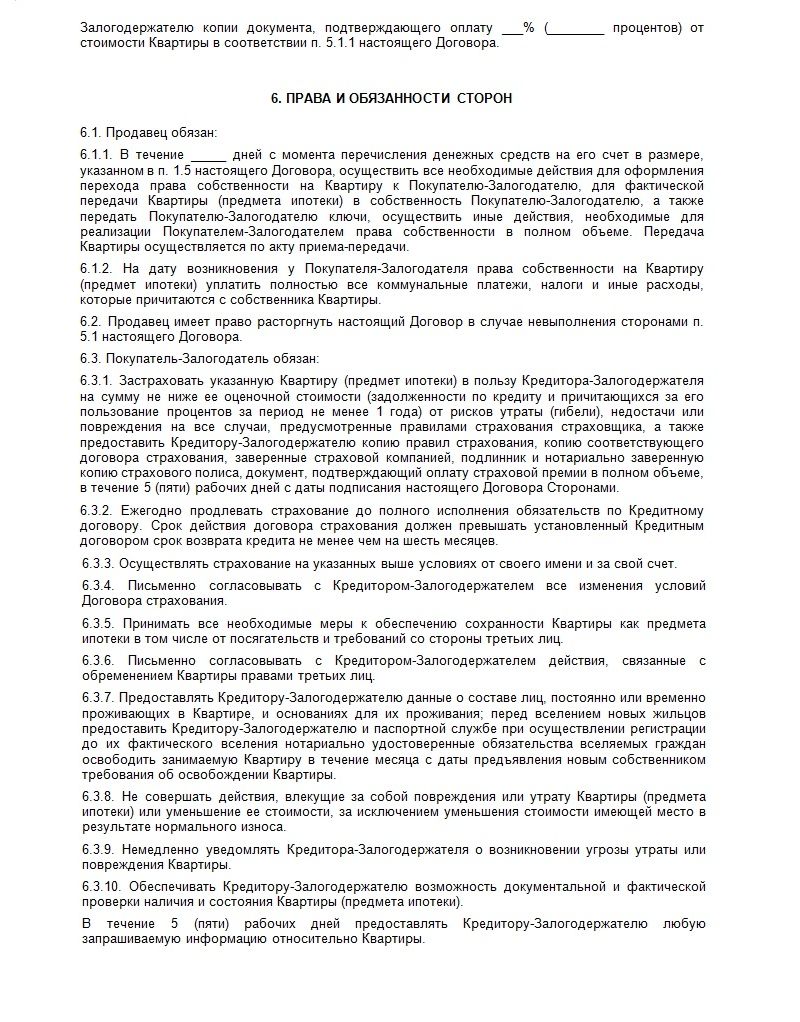 Залогодержателю копии документа, подтверждающего оплату ___% (________ процентов) от
стоимости Квартиры в соответствии п. 5.1.1 настоящего Договора.
6. ПРАВА И ОБЯЗАННОСТИ СТОРОН
6.1. Продавец обязан:
6.1.1. В течение _____ дней с момента перечисления денежных средств на его счет в размере,
указанном в п. 1.5 настоящего Договора, осуществить все необходимые действия для оформления
перехода права собственности на Квартиру к Покупателю-Залогодателю, для фактической
передачи Квартиры (предмета ипотеки) в собственность Покупателю-Залогодателю, а также
передать Покупателю-Залогодателю ключи, осуществить иные действия, необходимые для
реализации Покупателем-Залогодателем права собственности в полном объеме. Передача
Квартиры осуществляется по акту приема-передачи.
6.1.2. На дату возникновения у Покупателя-Залогодателя права собственности на Квартиру
(предмет ипотеки) уплатить полностью все коммунальные платежи, налоги и иные расходы,
которые причитаются с собственника Квартиры.
6.2. Продавец имеет право расторгнуть настоящий Договор в случае невыполнения сторонами п.
5.1 настоящего Договора.
6.3. Покупатель-Залогодатель обязан:
6.3.1. Застраховать указанную Квартиру (предмет ипотеки) в пользу Кредитора-Залогодержателя
на сумму не ниже ее оценочной стоимости (задолженности по кредиту и причитающихся за его
пользование процентов за период не менее 1 года) от рисков утраты (гибели), недостачи или
повреждения на все случаи, предусмотренные правилами страхования страховщика, а также
предоставить Кредитору-Залогодержателю копию правил страхования, копию соответствующего
договора страхования, заверенные страховой компанией, подлинник и нотариально заверенную
копию страхового полиса, документ, подтверждающий оплату страховой премии в полном объеме,
в течение 5 (пяти) рабочих дней с даты подписания настоящего Договора Сторонами.
6.3.2. Ежегодно продлевать страхование до полного исполнения обязательств по Кредитному
договору. Срок действия договора страхования должен превышать установленный Кредитным
договором срок возврата кредита не менее чем на шесть месяцев.
6.3.3. Осуществлять страхование на указанных выше условиях от своего имени и за свой счет.
6.3.4. Письменно согласовывать с Кредитором-Залогодержателем все изменения условий
Договора страхования.
6.3.5. Принимать все необходимые меры к обеспечению сохранности Квартиры как предмета
ипотеки в том числе от посягательств и требований со стороны третьих лиц.
6.3.6. Письменно согласовывать с Кредитором-Залогодержателем действия, связанные с
обременением Квартиры правами третьих лиц.
6.3.7. Предоставлять Кредитору-Залогодержателю данные о составе лиц, постоянно или временно
проживающих в Квартире, и основаниях для их проживания; перед вселением новых жильцов
предоставить Кредитору-Залогодержателю и паспортной службе при осуществлении регистрации
до их фактического вселения нотариально удостоверенные обязательства вселяемых граждан
освободить занимаемую Квартиру в течение месяца с даты предъявления новым собственником
требования об освобождении Квартиры.
6.3.8. Не совершать действия, влекущие за собой повреждения или утрату Квартиры (предмета
ипотеки) или уменьшение ее стоимости, за исключением уменьшения стоимости имеющей место в
результате нормального износа.
6.3.9. Немедленно уведомлять Кредитора-Залогодержателя о возникновении угрозы утраты или
повреждения Квартиры.
6.3.10. Обеспечивать Кредитору-Залогодержателю возможность документальной и фактической
проверки наличия и состояния Квартиры (предмета ипотеки).
В течение 5 (пяти) рабочих дней предоставлять Кредитору-Залогодержателю любую
запрашиваемую информацию относительно Квартиры.